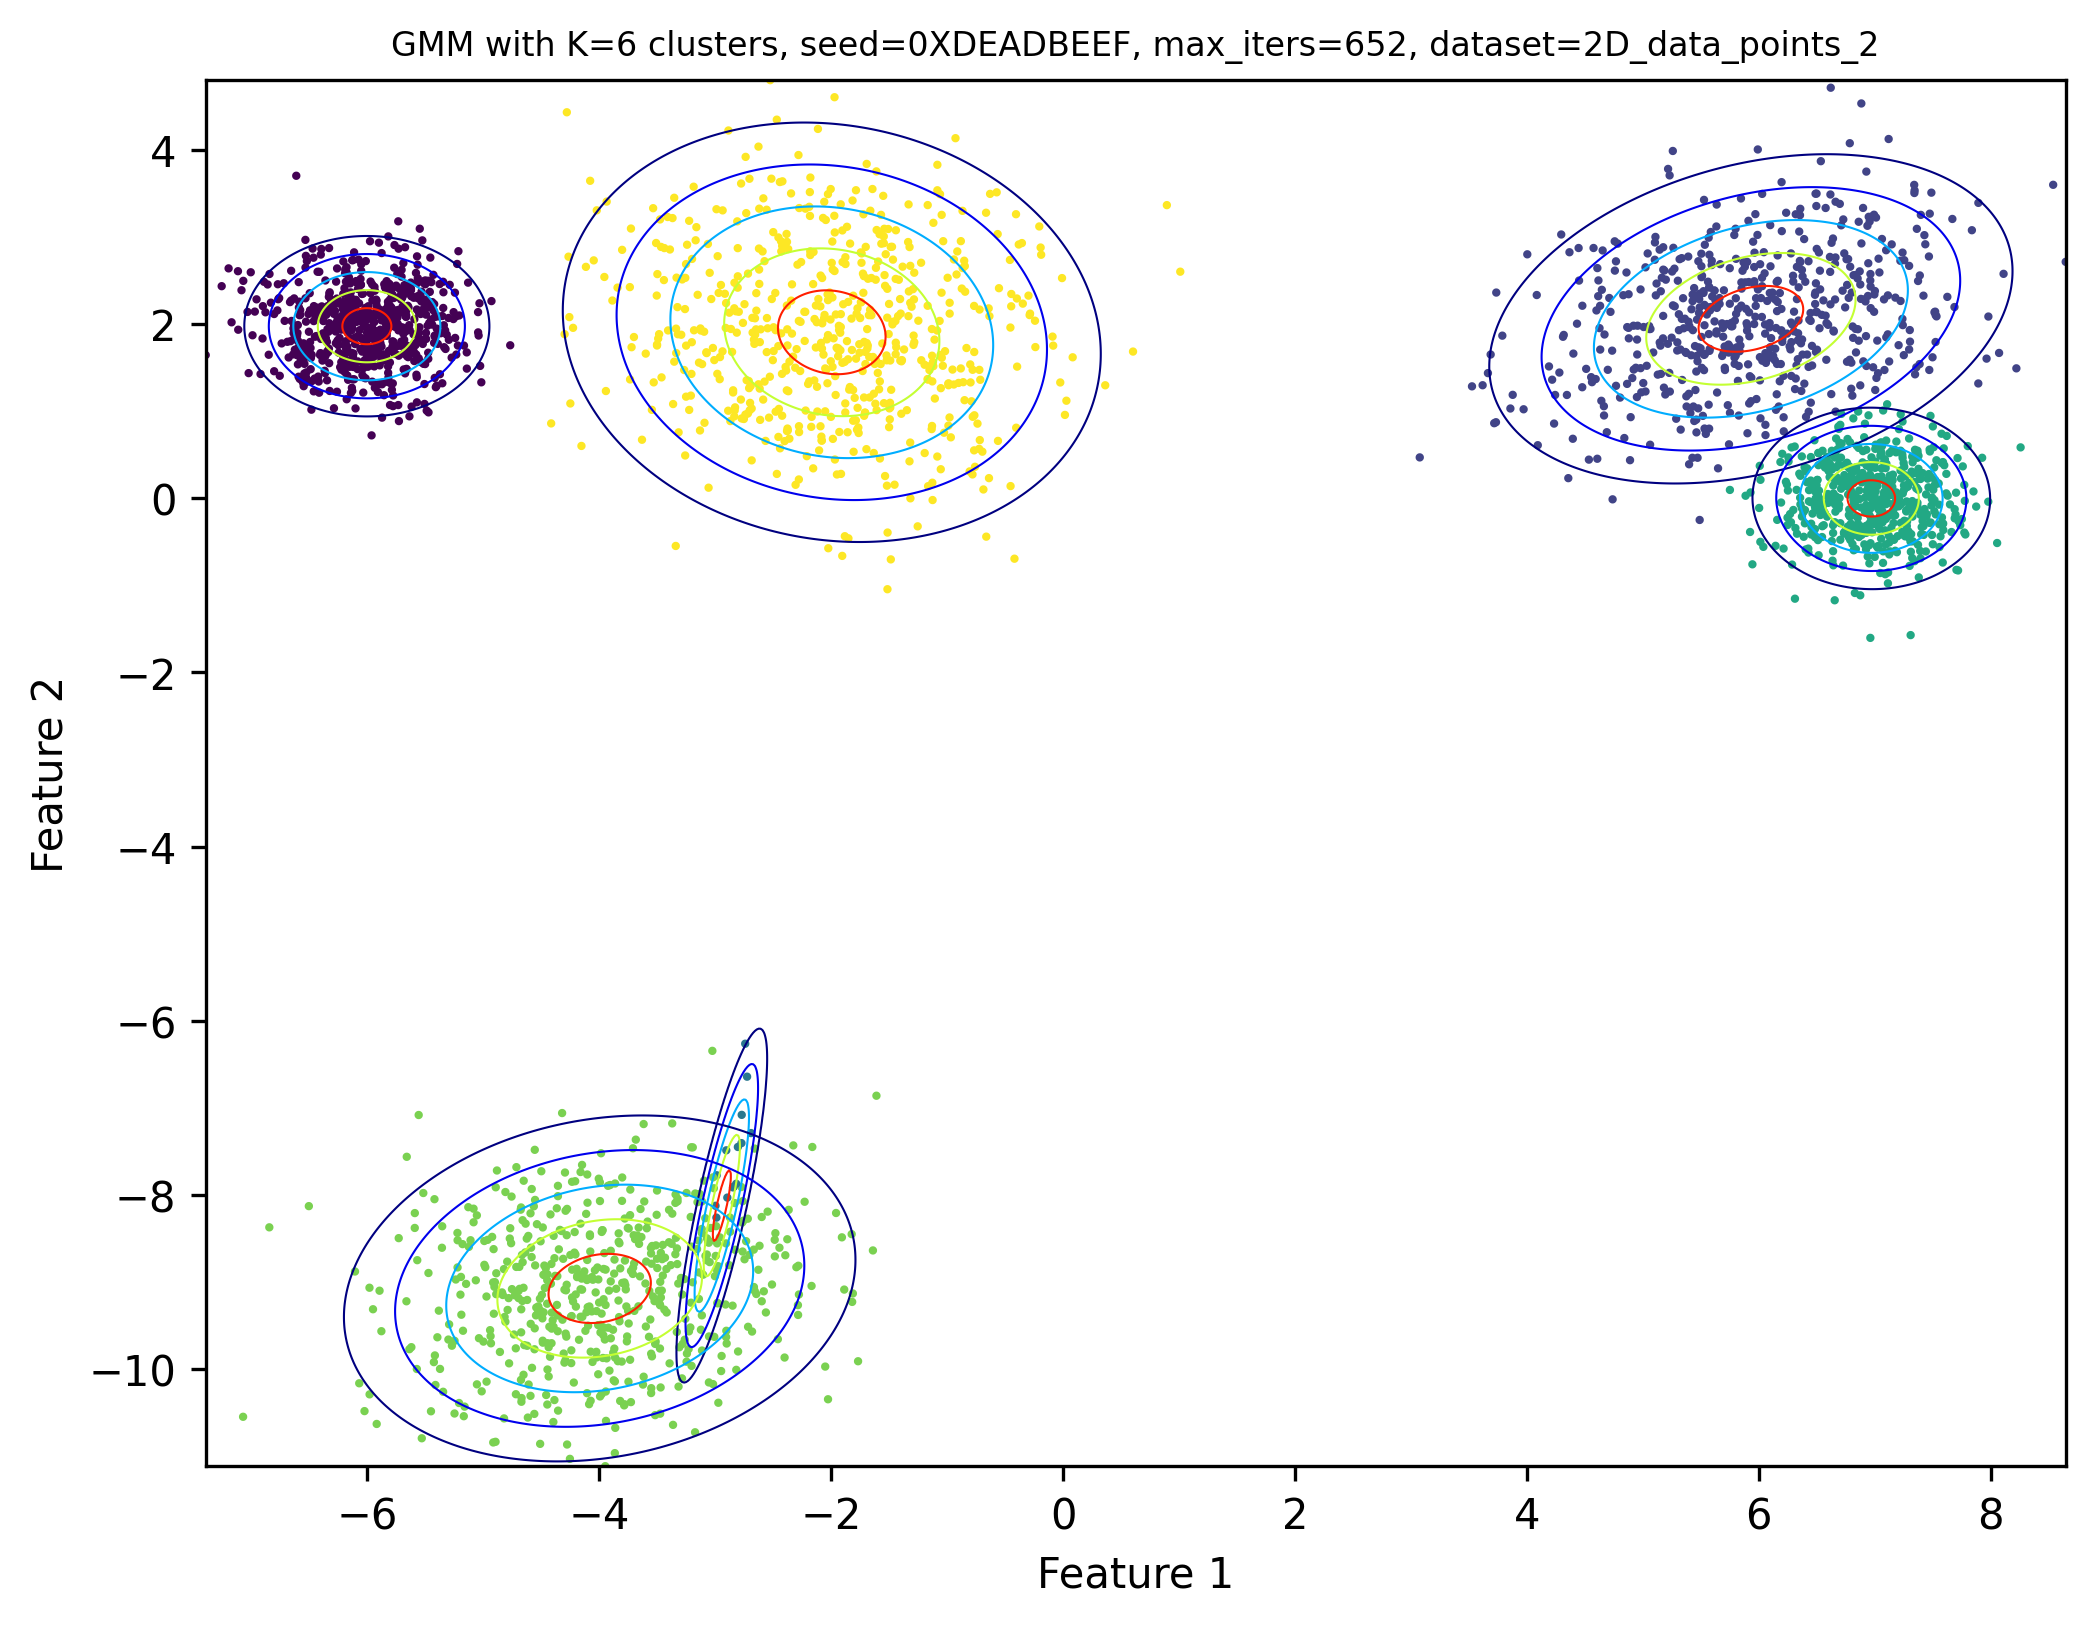 GMM with K=6 clusters, seed=0XDEADBEEF, max_iters=652, dataset=2D_data_points_2
4
2
0
−2
−4
−6
−8
−10
Feature 2
−6 −4 −2 0 2 4 6 8
Feature 1